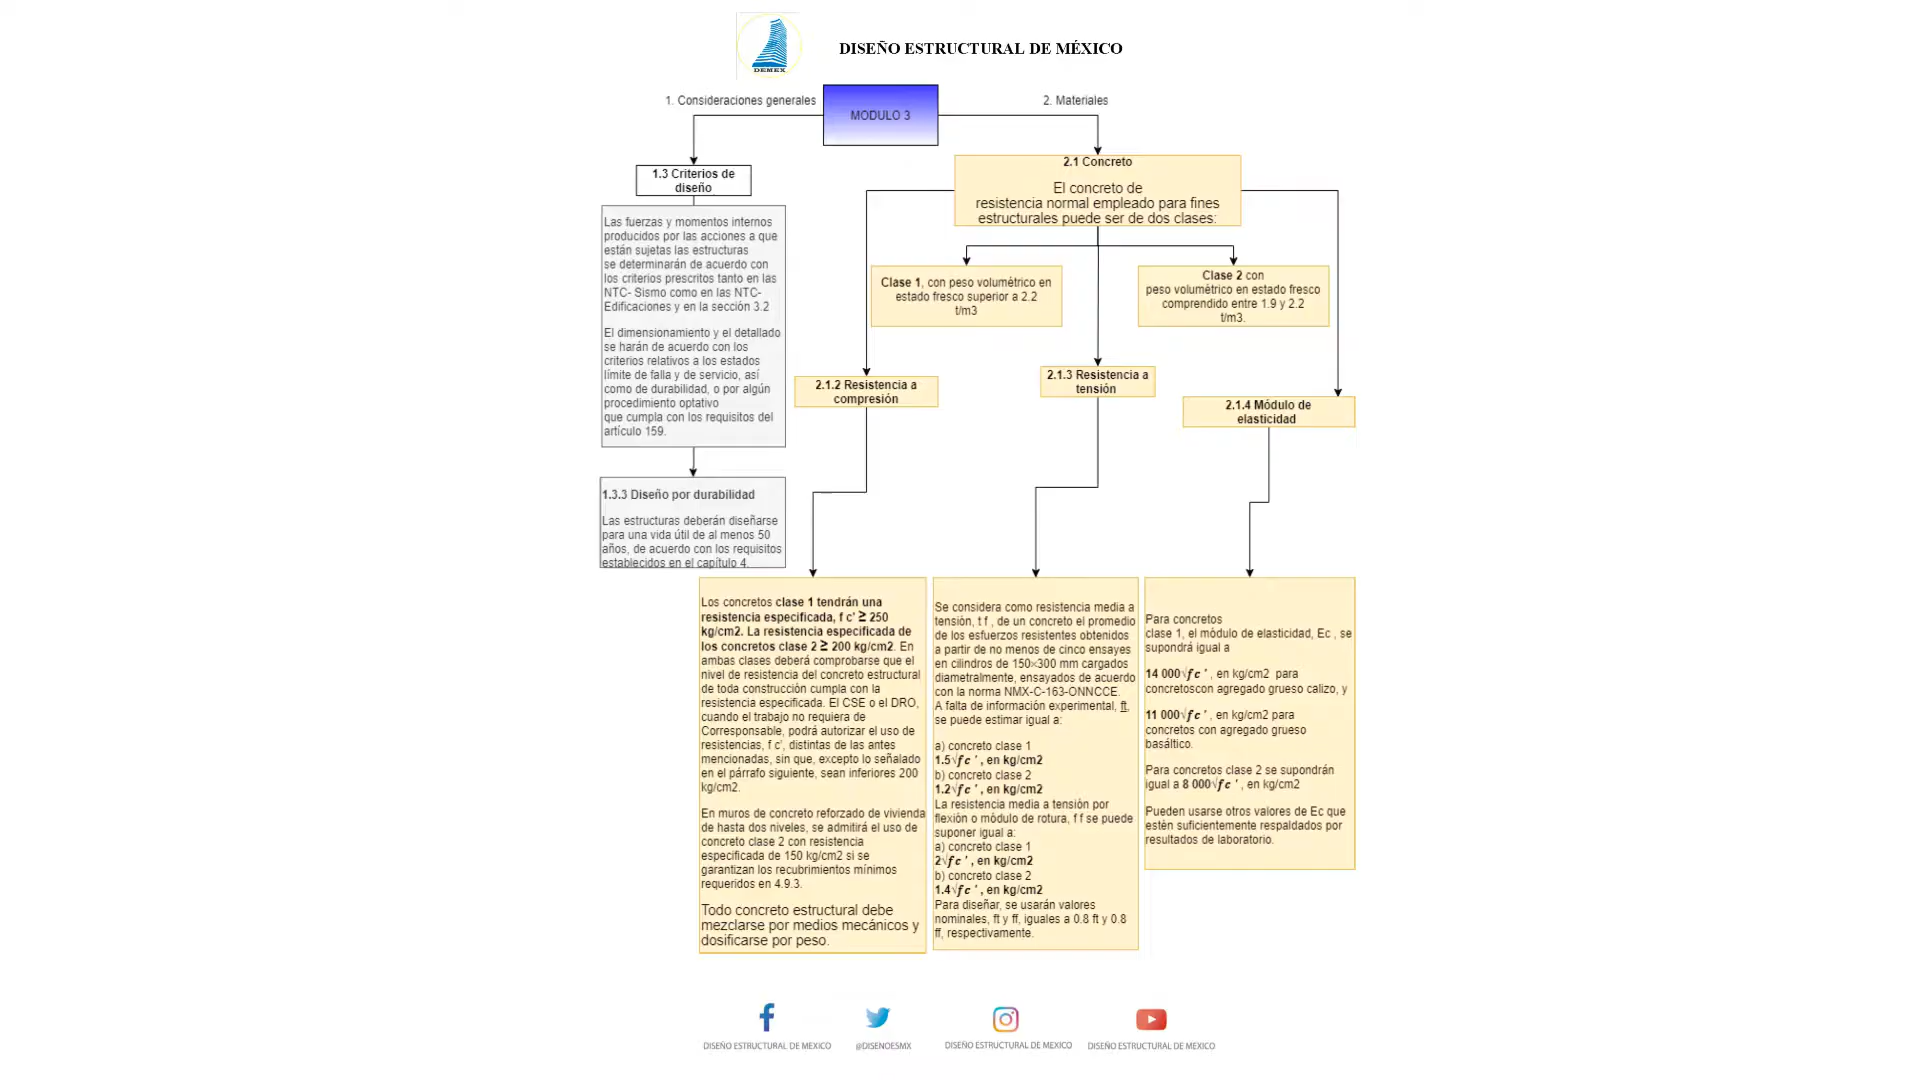 DEMEX
DISEÑO ESTRUCTURAL DE MÉXICO
1. Consideraciones generales
MODULO 3
2. Materiales
1.3 Criterios de
diseño
Las fuerzas y momentos internos
producidos por las acciones a que
están sujetas las estructuras
se determinarán de acuerdo con
los criterios prescritos tanto en las
NTC- Sismo como en las NTC-
Edificaciones y en la sección 3.2
El dimensionamiento y el detallado
se harán de acuerdo con los
criterios relativos a los estados
límite de falla y de servicio, así
como de durabilidad, o por algún
procedimiento optativo
que cumpla con los requisitos del
artículo 159.
1.3.3 Diseño por durabilidad
Las estructuras deberán diseñarse
para una vida útil de al menos 50
años, de acuerdo con los requisitos
establecidos en el capítulo 4.
2.1 Concreto
El concreto de
resistencia normal empleado para fines
estructurales puede ser de dos clases:
Clase 1, con peso volumétrico en
estado fresco superior a 2.2
t/m3
Clase 2 con
peso volumétrico en estado fresco
comprendido entre 1.9 y 2.2
t/m3.
2.1.2 Resistencia a
compresión
2.1.3 Resistencia a
tensión
2.1.4 Módulo de
elasticidad
Los concretos clase 1 tendrán una
resistencia especificada, f c' ≥ 250
kg/cm2. La resistencia especificada de
los concretos clase 2 ≥ 200 kg/cm2. En
ambas clases deberá comprobarse que el
nivel de resistencia del concreto estructural
de toda construcción cumpla con la
resistencia especificada. El CSE o el DRO,
cuando el trabajo no requiera de
Corresponsable, podrá autorizar el uso de
resistencias, f c', distintas de las antes
mencionadas, sin que, excepto lo señalado
en el párrafo siguiente, sean inferiores 200
kg/cm2.
En muros de concreto reforzado de vivienda
de hasta dos niveles, se admitirá el uso de
concreto clase 2 con resistencia
especificada de 150 kg/cm2 si se
garantizan los recubrimientos mínimos
requeridos en 4.9.3.
Todo concreto estructural debe
mezclarse por medios mecánicos y
dosificarse por peso.
Se considera como resistencia media a
tensión, t f , de un concreto el promedio
de los esfuerzos resistentes obtenidos
a partir de no menos de cinco ensayes
en cilindros de 150×300 mm cargados
diametralmente, ensayados de acuerdo
con la norma NMX-C-163-ONNCCE.
A falta de información experimental, ft,
se puede estimar igual a:
a) concreto clase 1
1.5√fc ' , en kg/cm2
b) concreto clase 2
1.2√fc ' , en kg/cm2
La resistencia media a tensión por
flexión o módulo de rotura, f f se puede
suponer igual a:
a) concreto clase 1
2√fc ' , en kg/cm2
b) concreto clase 2
1.4√fc ' , en kg/cm2
Para diseñar, se usarán valores
nominales, ft y ff, iguales a 0.8 ft y 0.8
ff, respectivamente.
Para concretos
clase 1, el módulo de elasticidad, Ec , se
supondrá igual a
14 000√fc ' , en kg/cm2 para
concretoscon agregado grueso calizo, y
11 000√fc ' , en kg/cm2 para
concretos con agregado grueso
basáltico.
Para concretos clase 2 se supondrán
igual a 8 000√fc ' , en kg/cm2
Pueden usarse otros valores de Ec que
estén suficientemente respaldados por
resultados de laboratorio.
DISEÑO ESTRUCTURAL DE MEXICO
@DISENOESMX
DISEÑO ESTRUCTURAL DE MEXICO
DISEÑO ESTRUCTURAL DE MEXICO